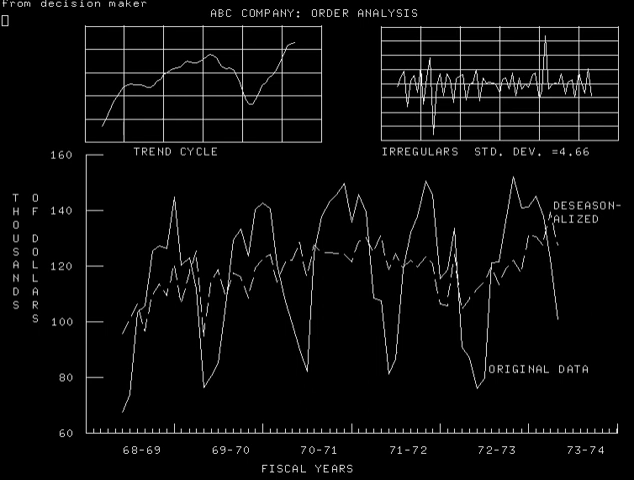 From decision maker
ABC COMPANY: ORDER ANALYSIS
TREND CYCLE
IRREGULARS STD. DEV. =4.66
THOUSANDS
OF DOLLARS
160
140
120
100
80
60
DESEASON-
ALIZED
ORIGINAL DATA
68-69 69-70 70-71 71-72 72-73 73-74
FISCAL YEARS